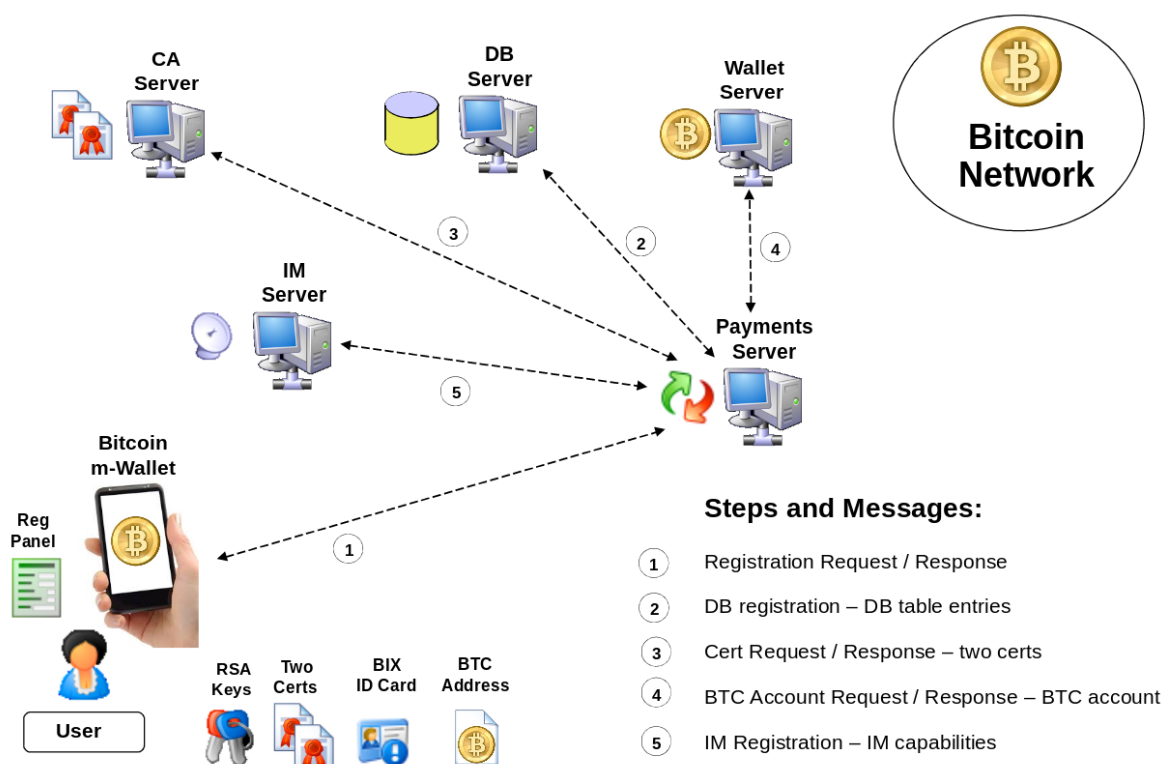 CA
Server
DB
Server
Wallet
Server
Bitcoin
Network
3
2
4
IM
Server
Payments
Server
5
Bitcoin
m-Wallet
Reg
Panel
1
User
RSA
Keys
Two
Certs
BIX
ID Card
BTC
Address
Steps and Messages:
1 Registration Request / Response
2 DB registration – DB table entries
3 Cert Request / Response – two certs
4 BTC Account Request / Response – BTC account
5 IM Registration – IM capabilities